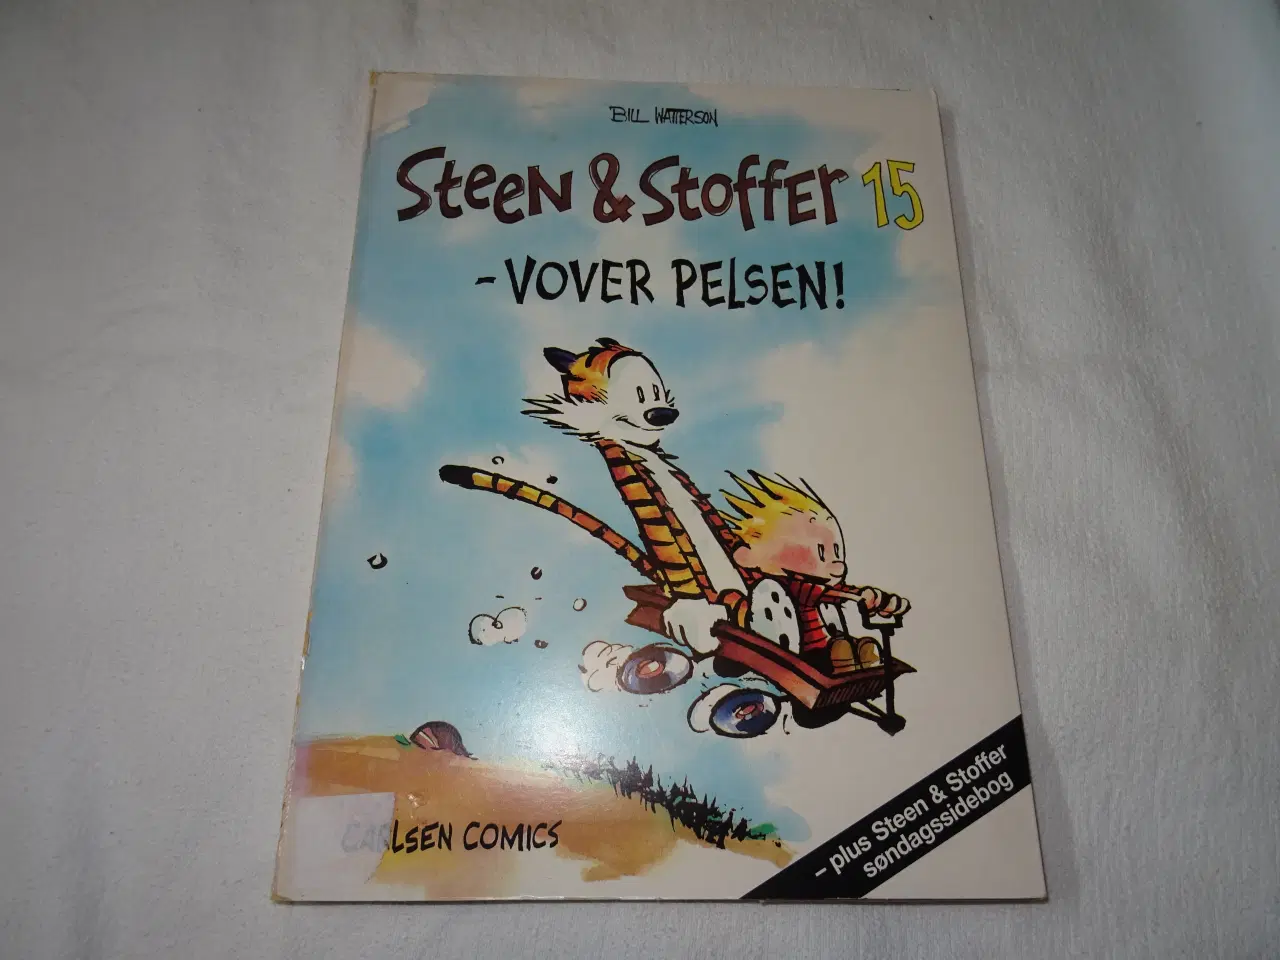 BILL WATTERSON
STEEN & STOFFER 15
- VOVER PELSEN!
CARLSEN COMICS
– plus Steen & Stoffer
søndagssidebog